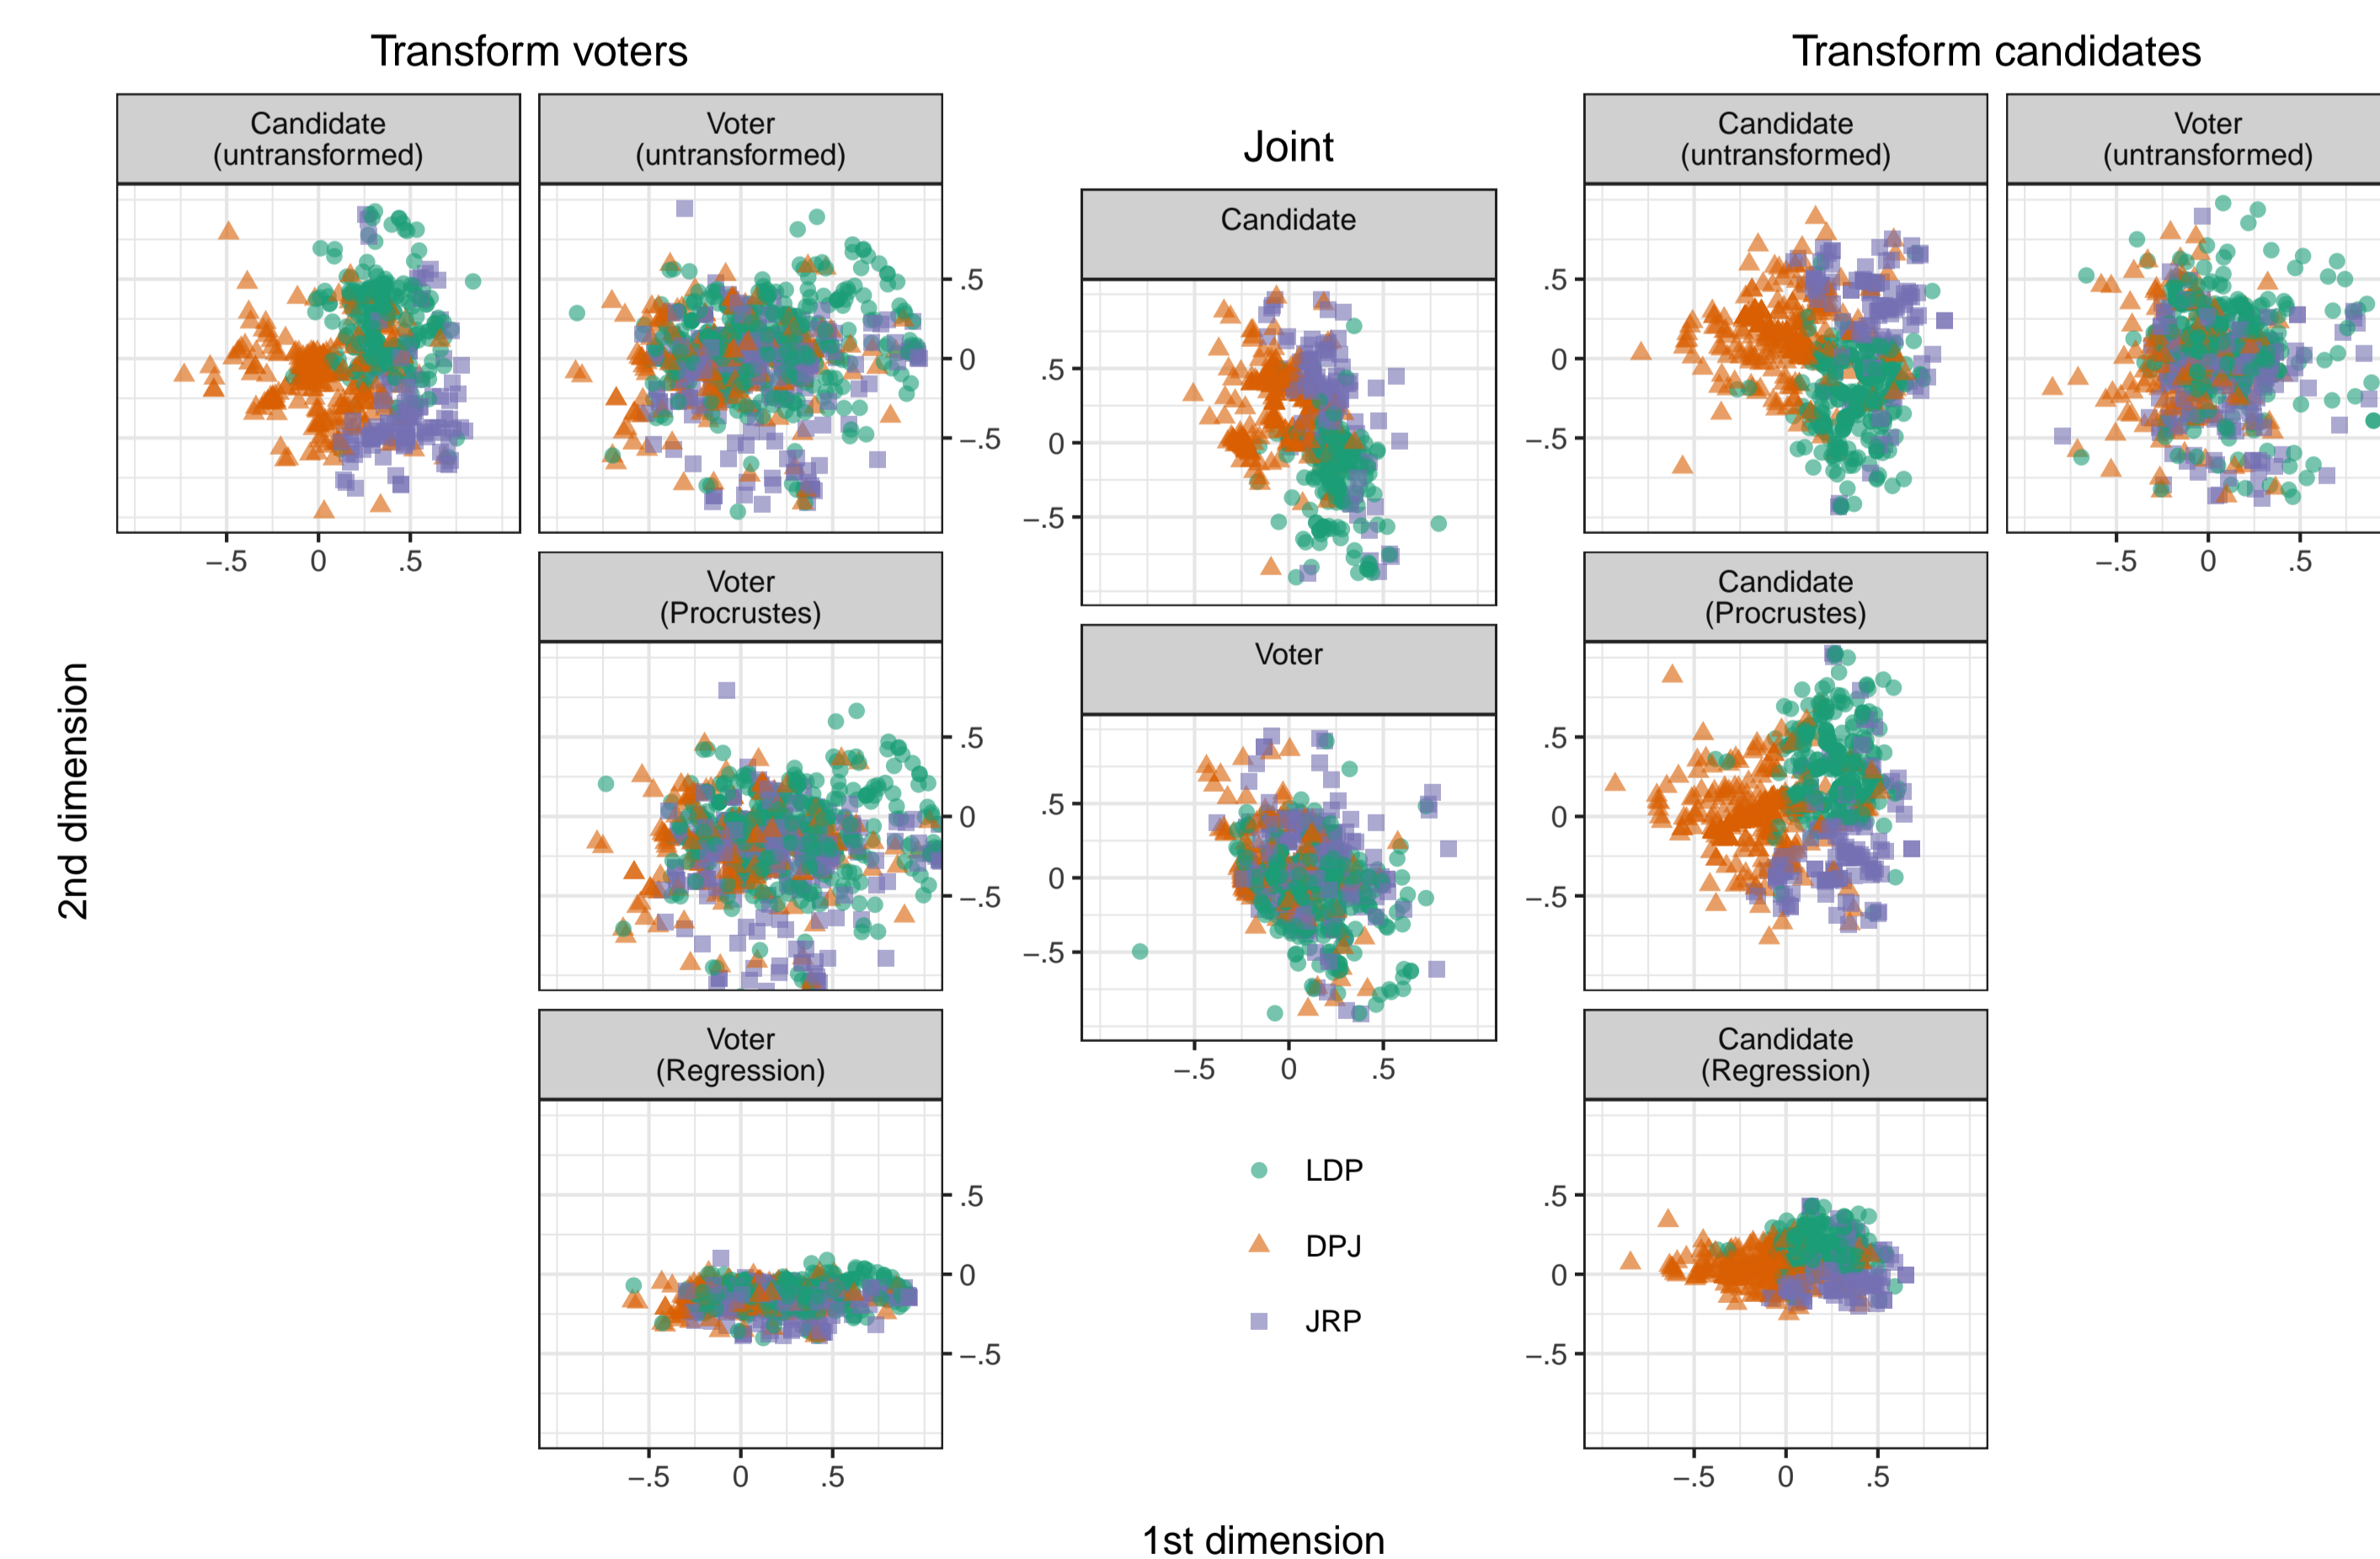 Transform voters
Transform candidates
Candidate
(untransformed)
Voter
(untransformed)
Joint
Candidate
(untransformed)
Voter
(untransformed)
Candidate
.5
0
−.5
−.5 0 .5
.5
0
−.5
.5
0
−.5
−.5 0 .5
Voter
(Procrustes)
Voter
Candidate
(Procrustes)
2nd dimension
.5
0
−.5
.5
0
−.5
−.5 0 .5
.5
0
−.5
Voter
(Regression)
Candidate
(Regression)
LDP
DPJ
JRP
.5
0
−.5
−.5 0 .5
.5
0
−.5
−.5 0 .5
1st dimension